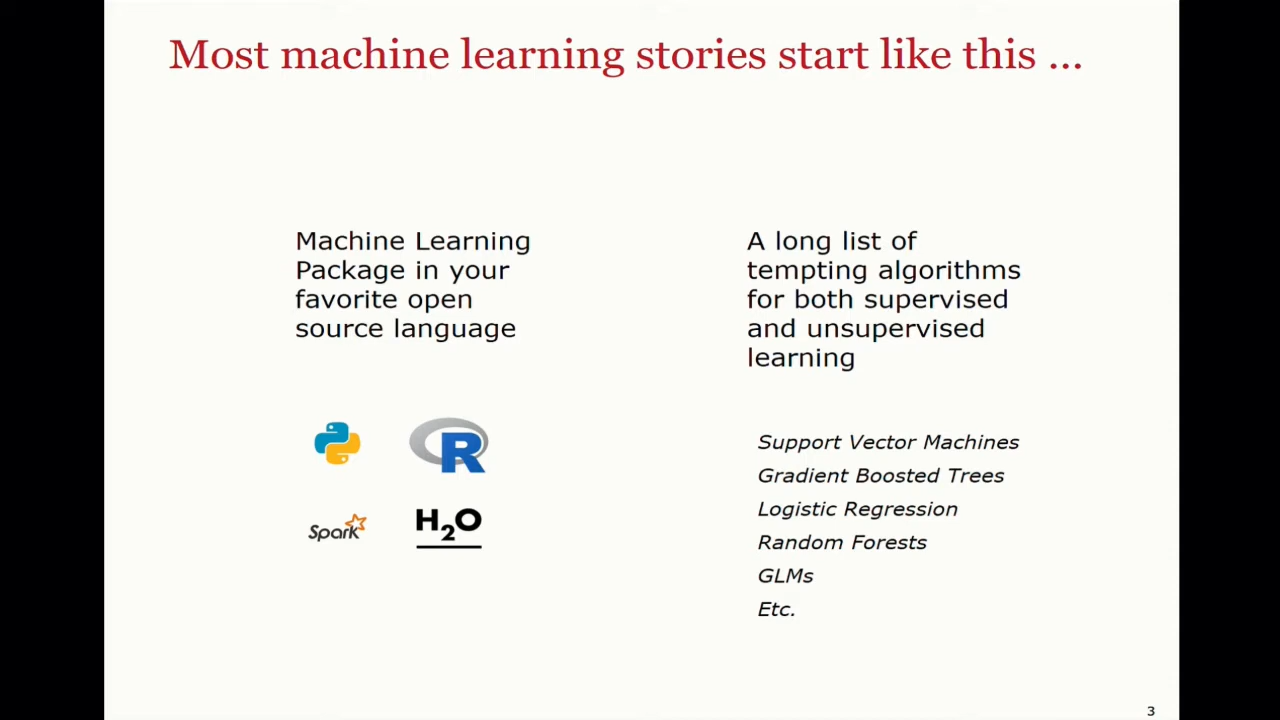 Most machine learning stories start like this ...
Machine Learning
Package in your
favorite open
source language
R
Spark
H2O
A long list of
tempting algorithms
for both supervised
and unsupervised
learning
Support Vector Machines
Gradient Boosted Trees
Logistic Regression
Random Forests
GLMs
Etc.
3